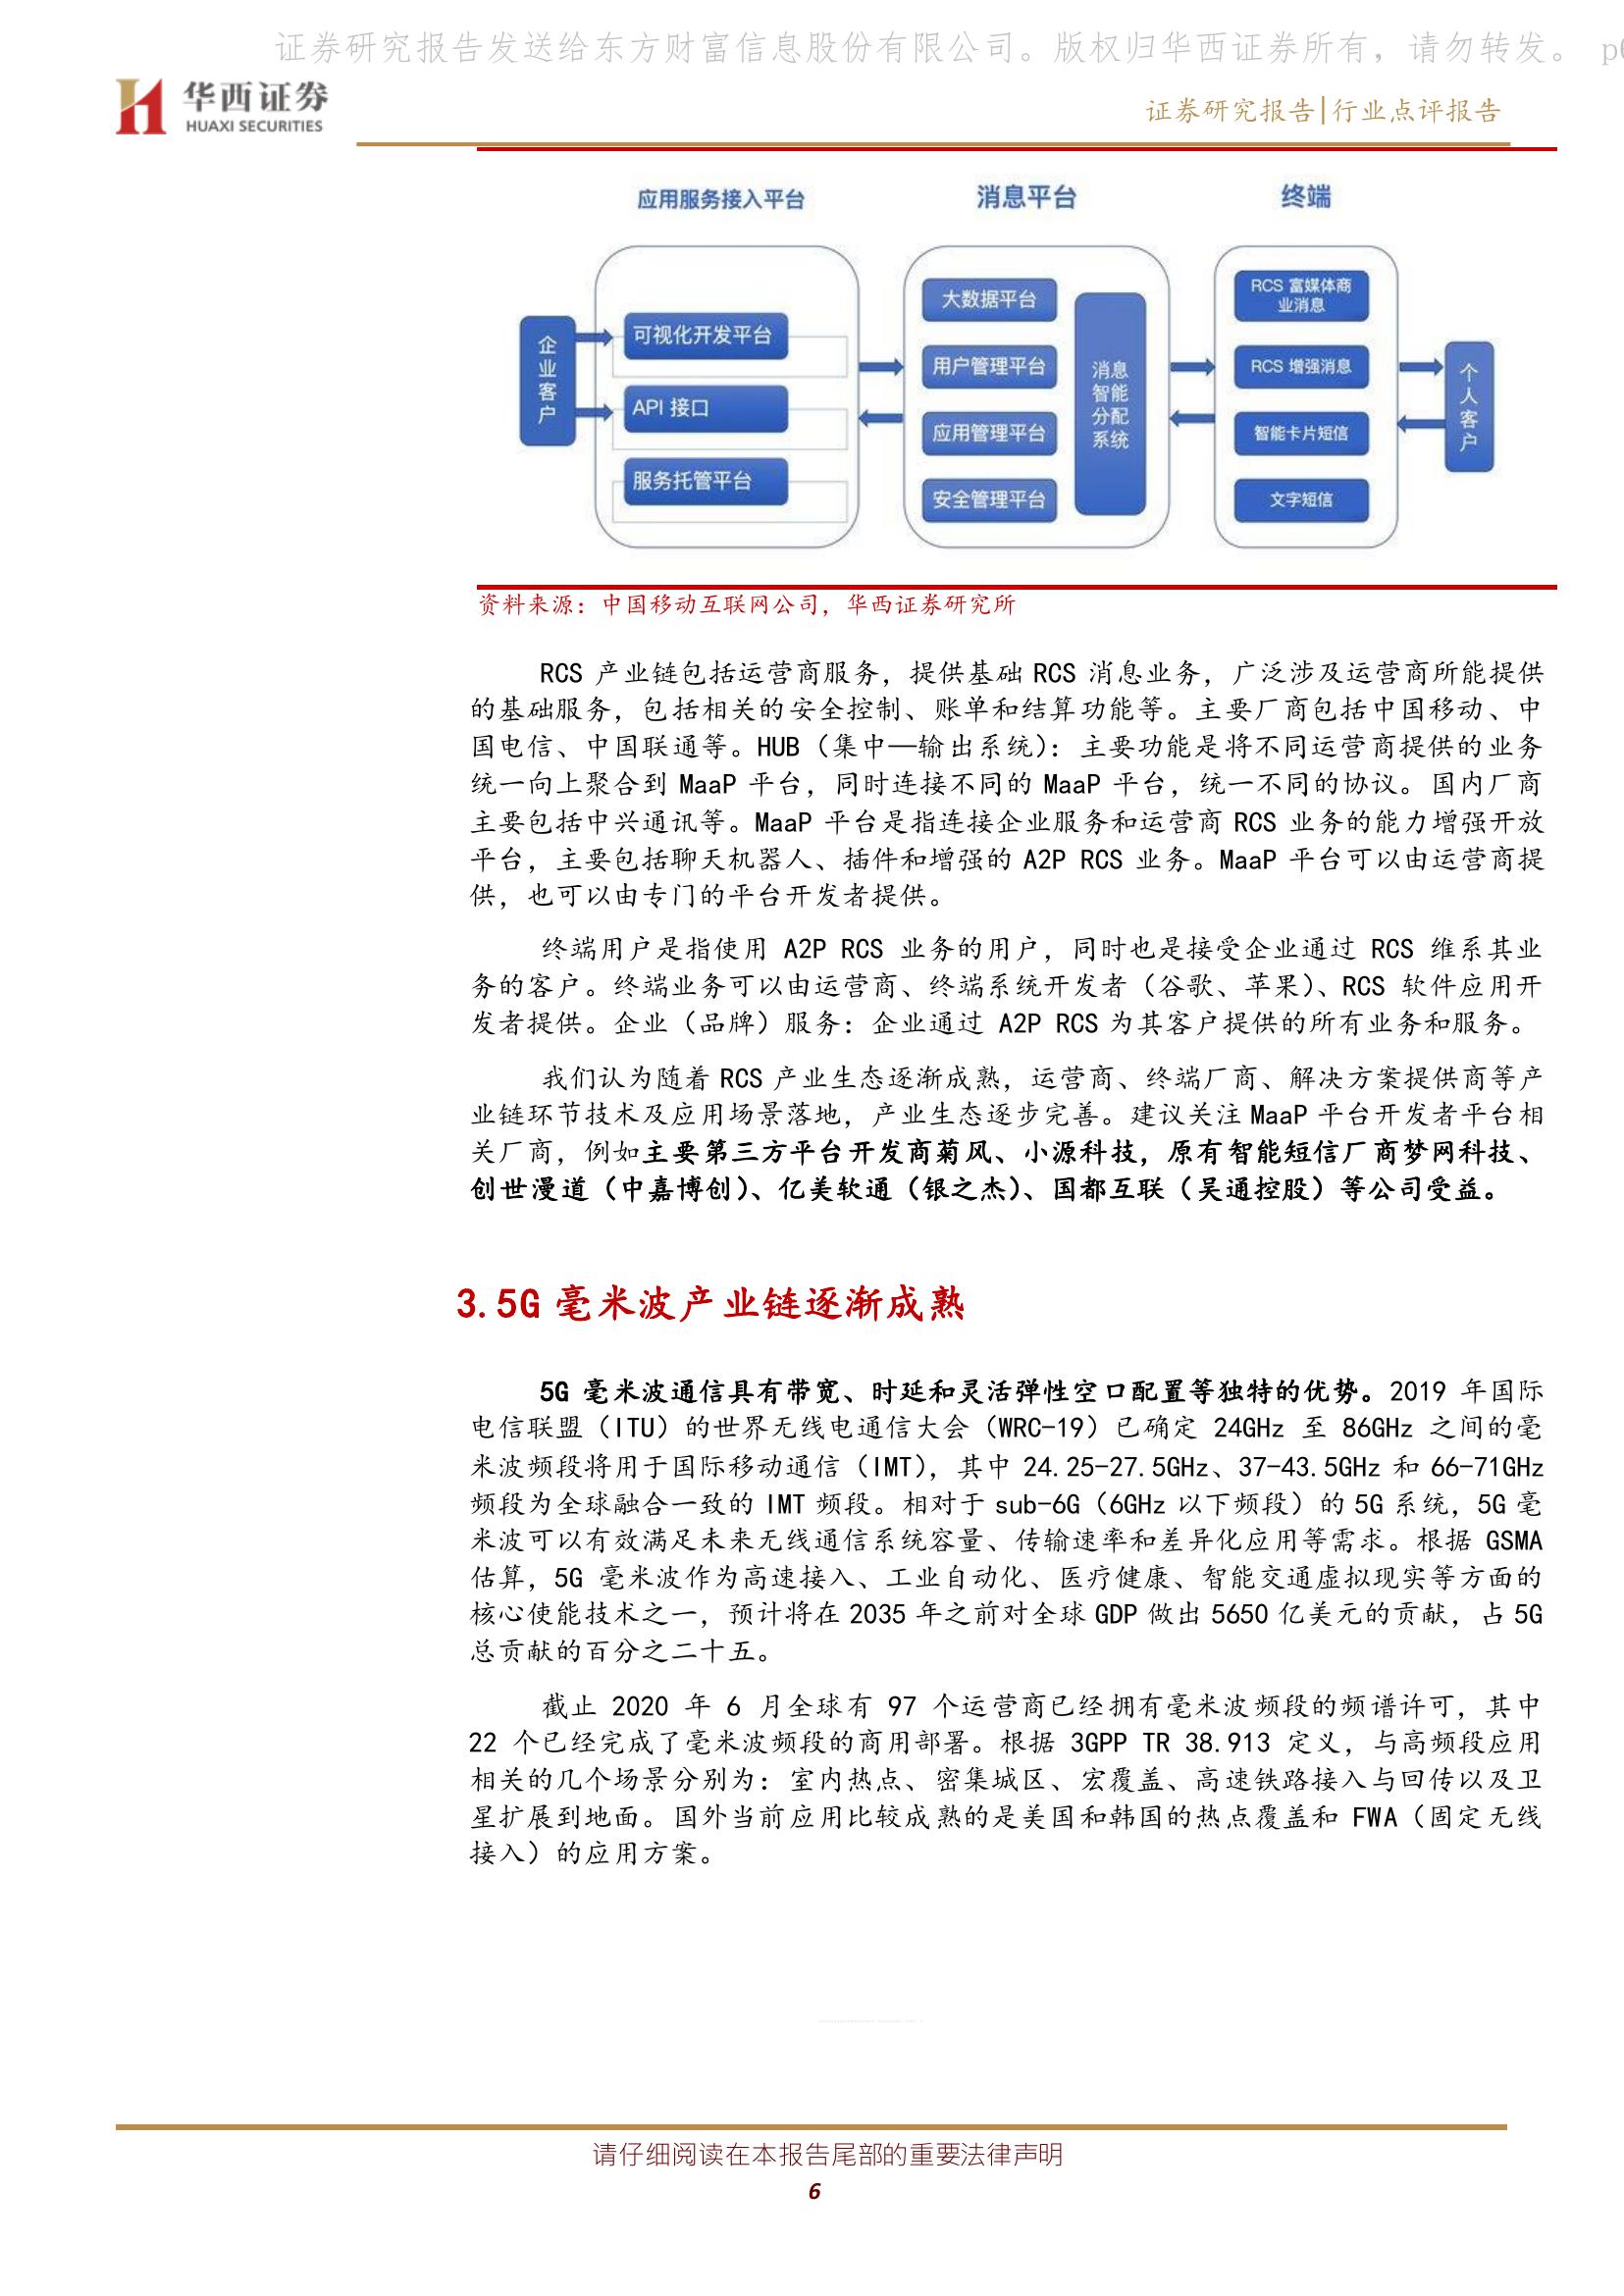 证券研究报告发送给东方财富信息股份有限公司。版权归华西证券所有，请勿转发。 p6
华西证券
HUAXI SECURITIES
证券研究报告|行业点评报告
应用服务接入平台
消息平台
终端
企业客户
可视化开发平台
API 接口
服务托管平台
大数据平台
用户管理平台
应用管理平台
安全管理平台
消息
智能
分配
系统
RCS 富媒体商
业消息
RCS 增强消息
智能卡片短信
文字短信
个人客户
资料来源：中国移动互联网公司，华西证券研究所
RCS 产业链包括运营商服务，提供基础 RCS 消息业务，广泛涉及运营商所能提供
的基础服务，包括相关的安全控制、账单和结算功能等。主要厂商包括中国移动、中
国电信、中国联通等。HUB（集中—输出系统）：主要功能是将不同运营商提供的业务
统一向上聚合到 MaaP 平台，同时连接不同的 MaaP 平台，统一不同的协议。国内厂商
主要包括中兴通讯等。MaaP 平台是指连接企业服务和运营商 RCS 业务的能力增强开放
平台，主要包括聊天机器人、插件和增强的 A2P RCS 业务。MaaP 平台可以由运营商提
供，也可以由专门的平台开发者提供。
终端用户是指使用 A2P RCS 业务的用户，同时也是接受企业通过 RCS 维系其业
务的客户。终端业务可以由运营商、终端系统开发者（谷歌、苹果）、RCS 软件应用开
发者提供。企业（品牌）服务：企业通过 A2P RCS 为其客户提供的所有业务和服务。
我们认为随着 RCS 产业生态逐渐成熟，运营商、终端厂商、解决方案提供商等产
业链环节技术及应用场景落地，产业生态逐步完善。建议关注 MaaP 平台开发者平台相
关厂商，例如主要第三方平台开发商菊风、小源科技，原有智能短信厂商梦网科技、
创世漫道（中嘉博创）、亿美软通（银之杰）、国都互联（吴通控股）等公司受益。
3.5G 毫米波产业链逐渐成熟
5G 毫米波通信具有带宽、时延和灵活弹性空口配置等独特的优势。2019 年国际
电信联盟（ITU）的世界无线电通信大会（WRC-19）已确定 24GHz 至 86GHz 之间的毫
米波频段将用于国际移动通信（IMT），其中 24.25-27.5GHz、37-43.5GHz 和 66-71GHz
频段为全球融合一致的 IMT 频段。相对于 sub-6G（6GHz 以下频段）的 5G 系统，5G 毫
米波可以有效满足未来无线通信系统容量、传输速率和差异化应用等需求。根据 GSMA
估算，5G 毫米波作为高速接入、工业自动化、医疗健康、智能交通虚拟现实等方面的
核心使能技术之一，预计将在 2035 年之前对全球 GDP 做出 5650 亿美元的贡献，占 5G
总贡献的百分之二十五。
截止 2020 年 6 月全球有 97 个运营商已经拥有毫米波频段的频谱许可，其中
22 个已经完成了毫米波频段的商用部署。根据 3GPP TR 38.913 定义，与高频段应用
相关的几个场景分别为：室内热点、密集城区、宏覆盖、高速铁路接入与回传以及卫
星扩展到地面。国外当前应用比较成熟的是美国和韩国的热点覆盖和 FWA（固定无线
接入）的应用方案。
请仔细阅读在本报告尾部的重要法律声明
6